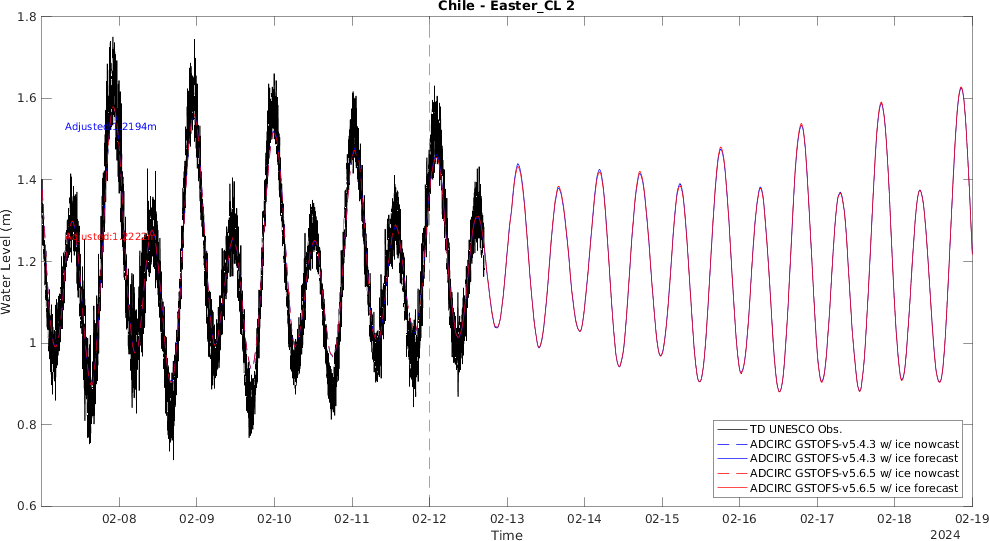 Chile - Easter_CL 2
1.8
1.6
1.4
1.2
1
0.8
0.6
Water Level (m)
Adjusted:1.2194m
Adjusted:1.2222m
TD UNESCO Obs.
ADCIRC GSTOFS-v5.4.3 w/ ice nowcast
ADCIRC GSTOFS-v5.4.3 w/ ice forecast
ADCIRC GSTOFS-v5.6.5 w/ ice nowcast
ADCIRC GSTOFS-v5.6.5 w/ ice forecast
02-08 02-09 02-10 02-11 02-12 02-13 02-14 02-15 02-16 02-17 02-18 02-19
Time
2024